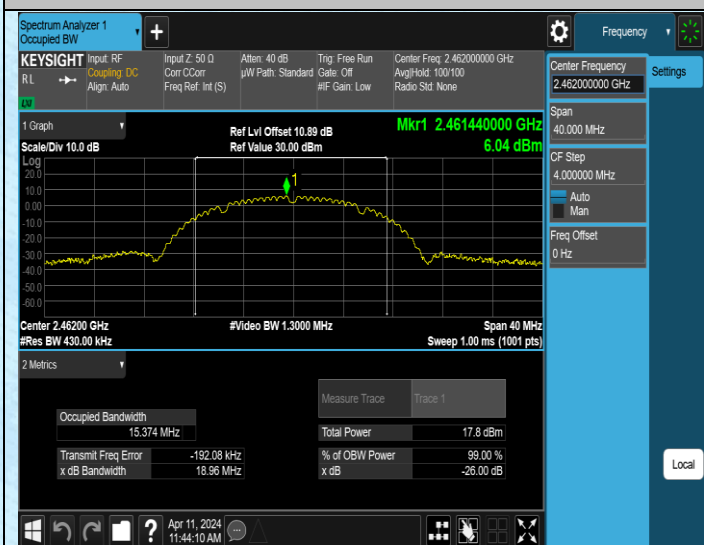 Spectrum Analyzer 1
Occupied BW
+
Frequency
KEYSIGHT
R L
LXI
Input: RF
Coupling: DC
Align: Auto
Input Z: 50 Ω
Corr CCorr
Freq Ref: Int (S)
Atten: 40 dB
µW Path: Standard
Trig: Free Run
Gate: Off
#IF Gain: Low
Center Freq: 2.462000000 GHz
Avg|Hold: 100/100
Radio Std: None
Center Frequency
2.462000000 GHz
Settings
Span
40.000 MHz
CF Step
4.000000 MHz
Auto
Man
Freq Offset
0 Hz
1 Graph
Scale/Div 10.0 dB
Ref Lvl Offset 10.89 dB
Ref Value 30.00 dBm
Mkr1 2.461440000 GHz
6.04 dBm
Log
20.0
10.0
0.00
-10.0
-20.0
-30.0
-40.0
-50.0
-60.0
1
Center 2.46200 GHz
#Res BW 430.00 kHz
#Video BW 1.3000 MHz
Span 40 MHz
Sweep 1.00 ms (1001 pts)
2 Metrics
Measure Trace
Trace 1
Occupied Bandwidth
15.374 MHz
Total Power
17.8 dBm
Transmit Freq Error
-192.08 kHz
% of OBW Power
99.00 %
x dB Bandwidth
18.96 MHz
x dB
-26.00 dB
Local
?
Apr 11, 2024
11:44:10 AM